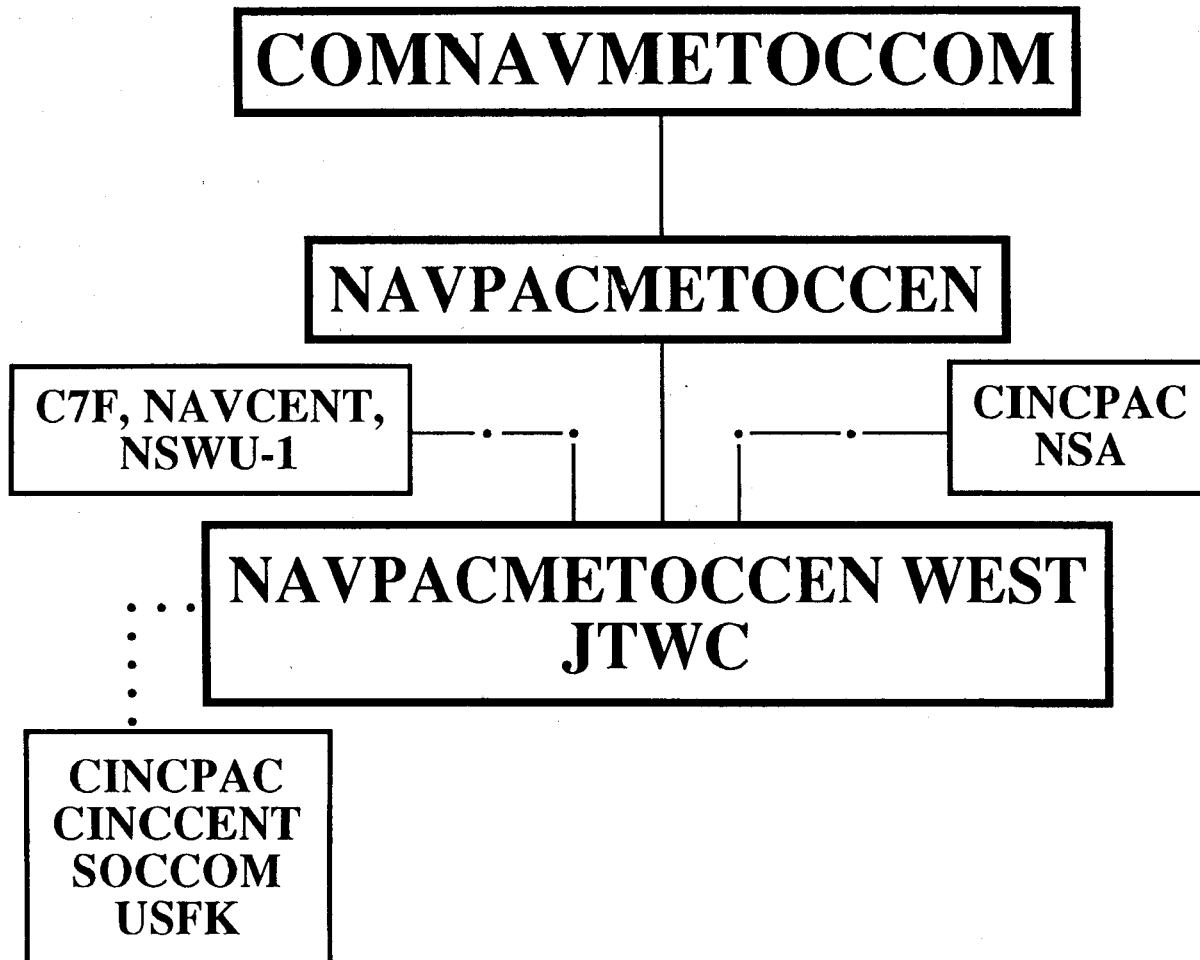 COMNAVMETOCCOM
NAVPACMETOCCEN
C7F, NAVCENT,
NSWU-1
CINCPAC
NSA
NAVPACMETOCCEN WEST
JTWC
CINCPAC
CINCCENT
SOCCOM
USFK